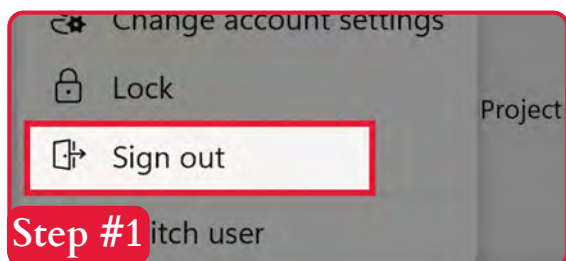 Change account settings
Lock
Project
Sign out
Step #1
itch user